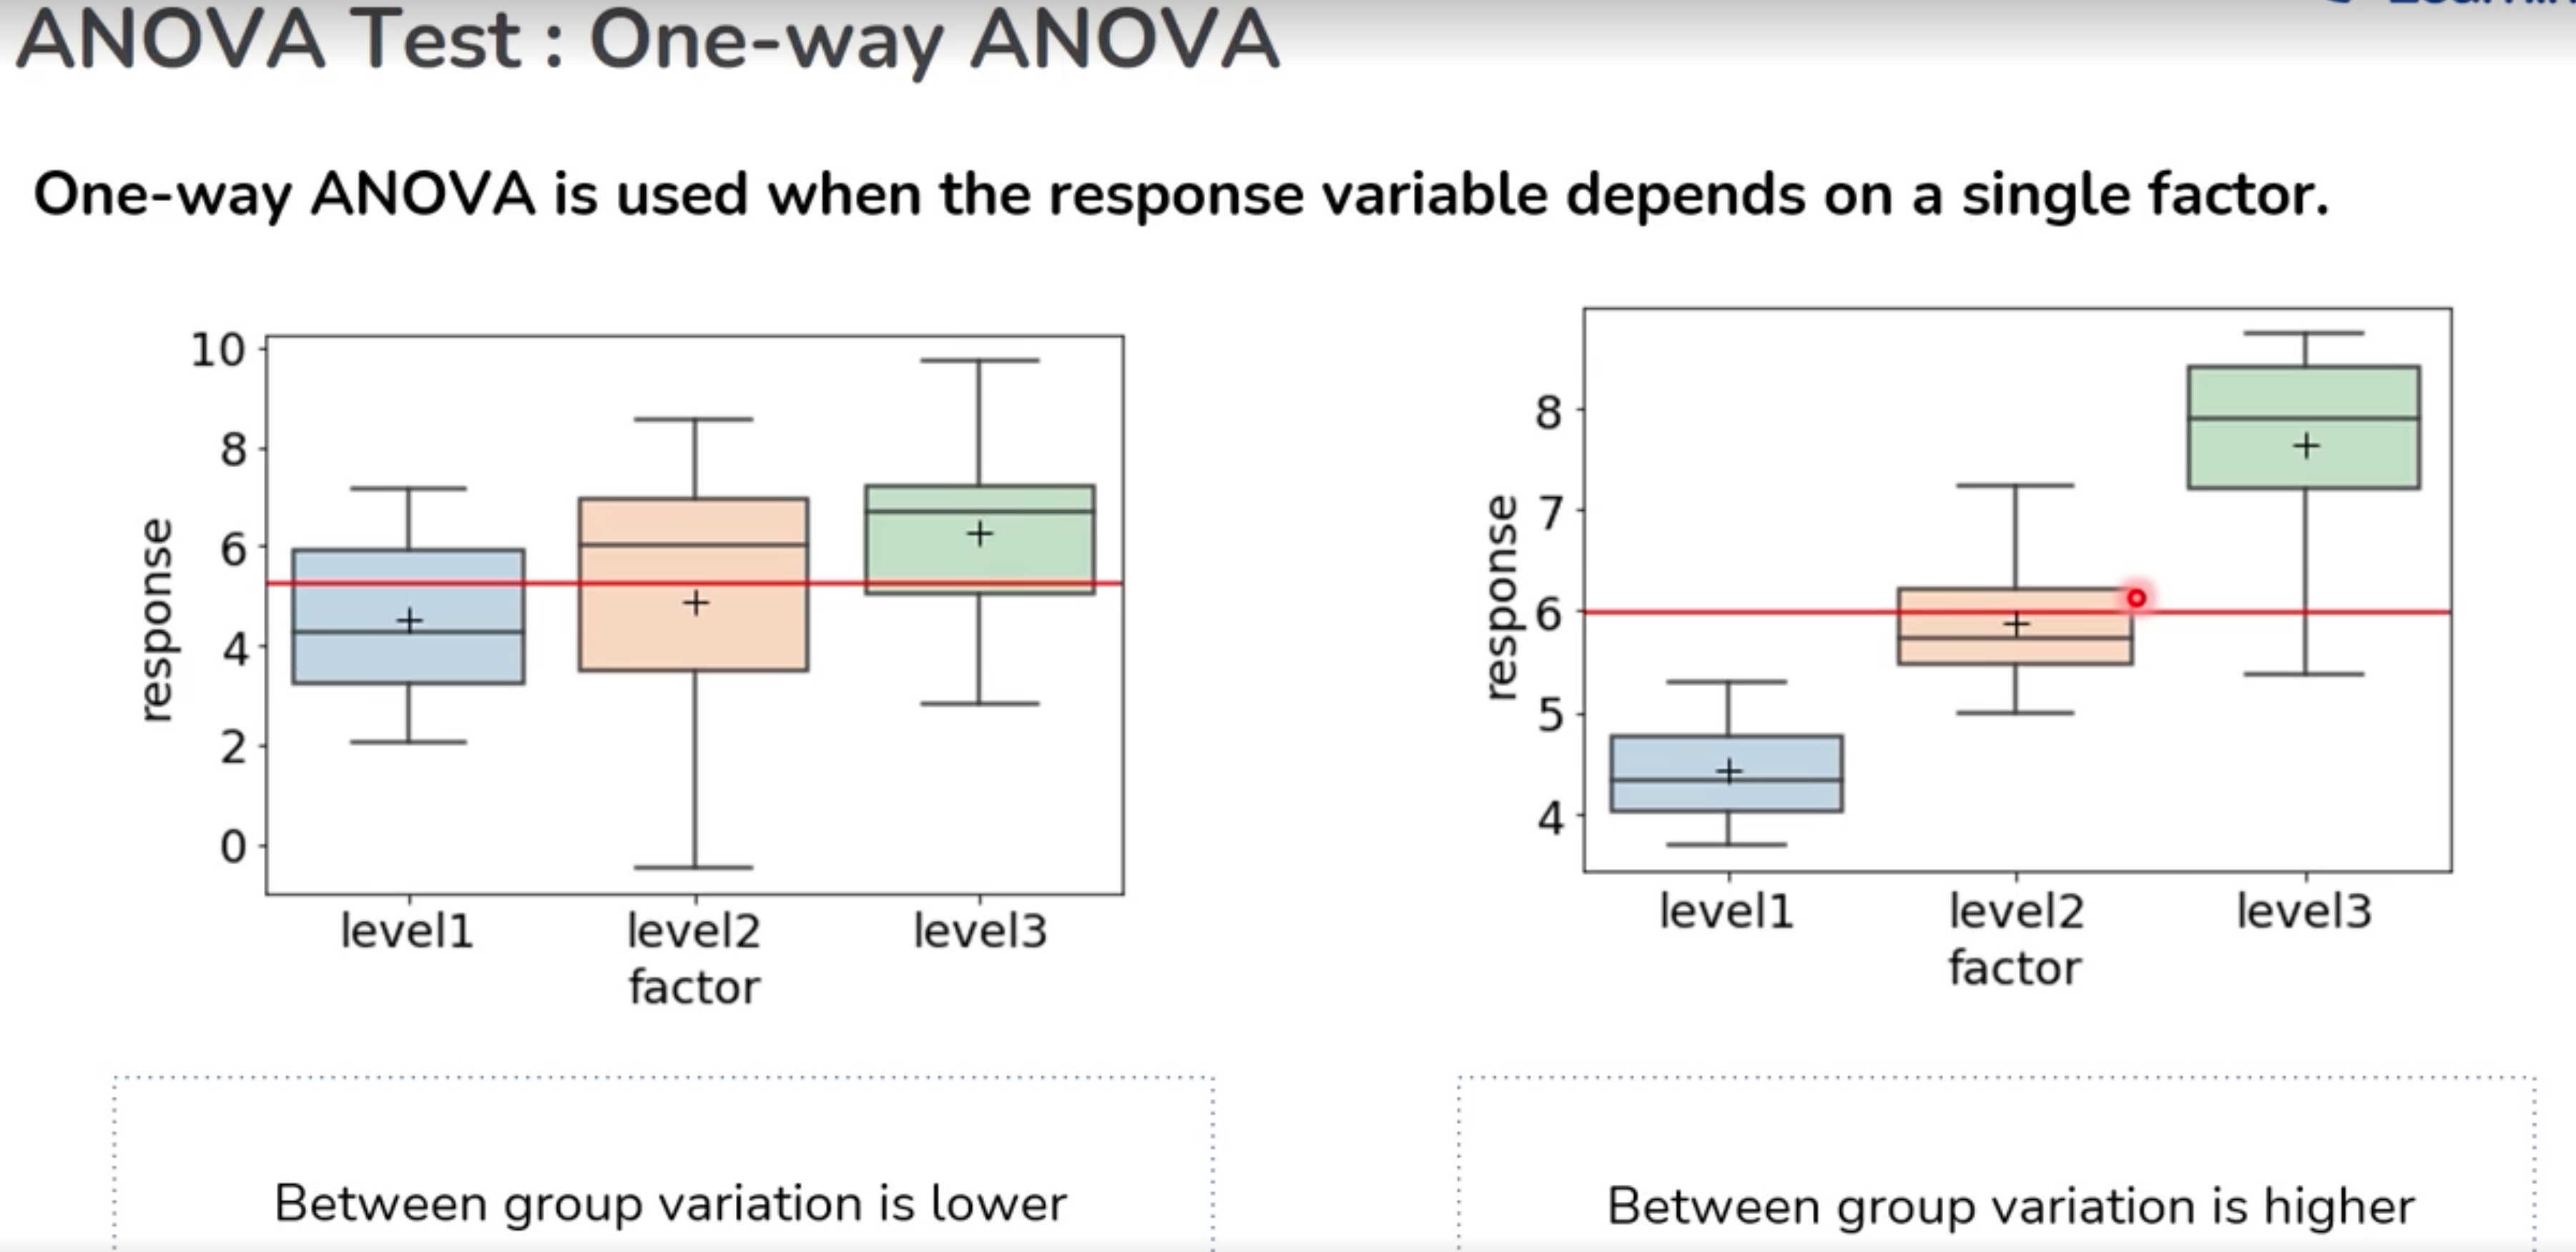 ANOVA Test : One-way ANOVA
One-way ANOVA is used when the response variable depends on a single factor.
10
8
6
4
2
0
response
level1
level2
level3
factor
8
7
6
5
4
response
level1
level2
level3
factor
Between group variation is lower
Between group variation is higher